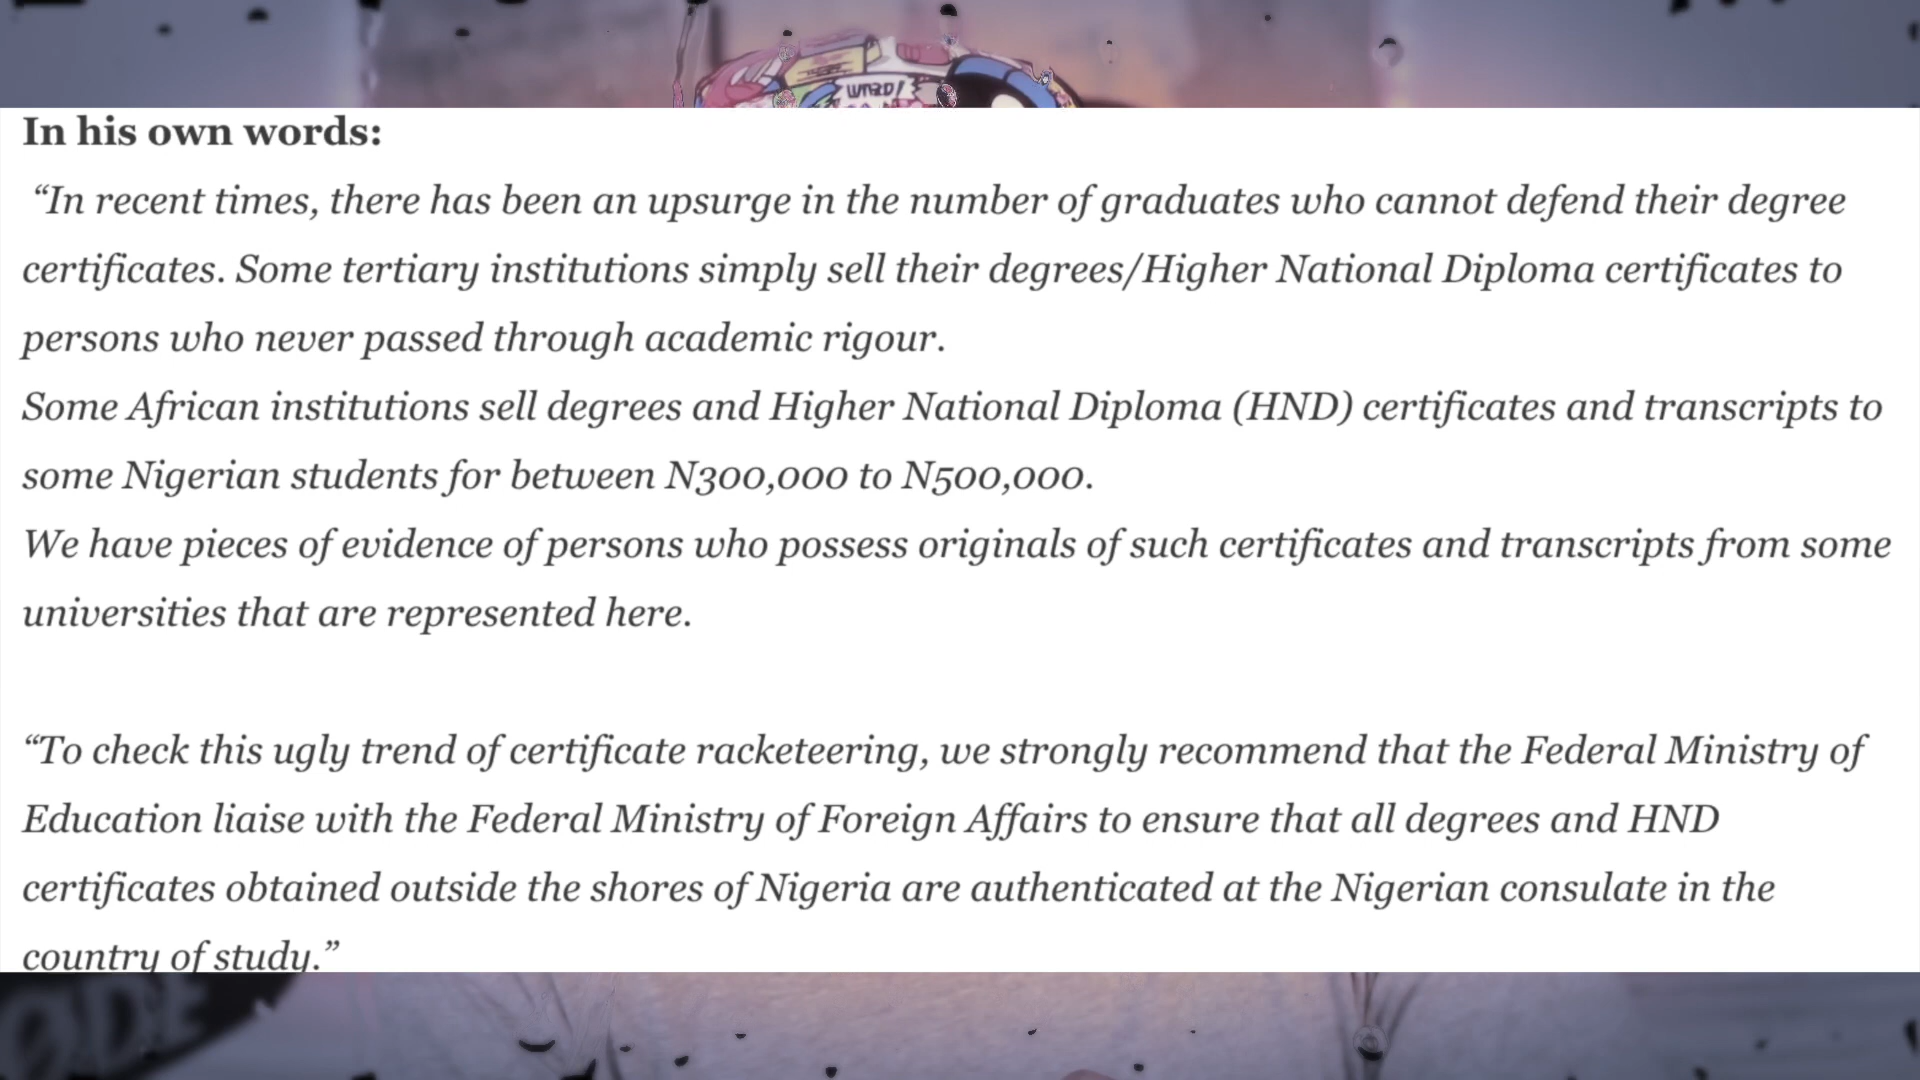 In his own words:
“In recent times, there has been an upsurge in the number of graduates who cannot defend their degree
certificates. Some tertiary institutions simply sell their degrees/Higher National Diploma certificates to
persons who never passed through academic rigour.
Some African institutions sell degrees and Higher National Diploma (HND) certificates and transcripts to
some Nigerian students for between N300,000 to N500,000.
We have pieces of evidence of persons who possess originals of such certificates and transcripts from some
universities that are represented here.
“To check this ugly trend of certificate racketeering, we strongly recommend that the Federal Ministry of
Education liaise with the Federal Ministry of Foreign Affairs to ensure that all degrees and HND
certificates obtained outside the shores of Nigeria are authenticated at the Nigerian consulate in the
country of study.”